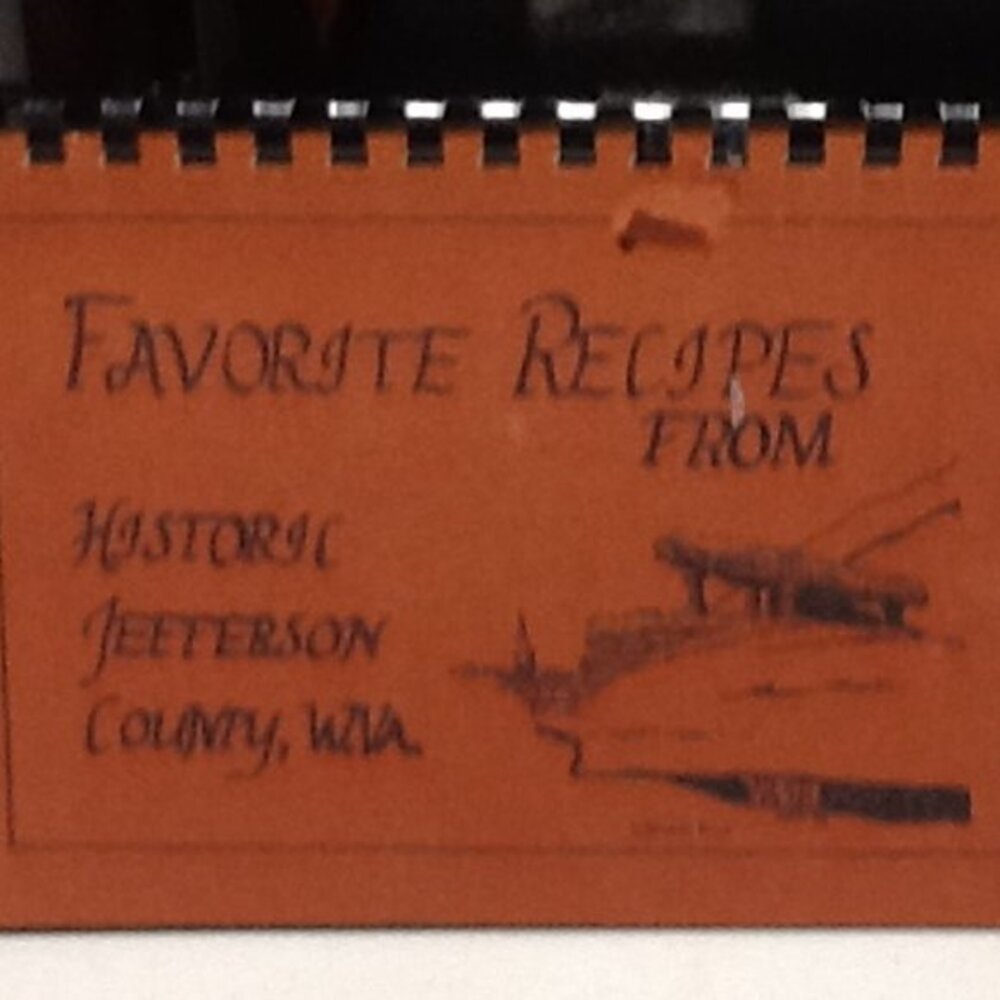 FAVORITE RECIPES
FROM
HISTORIC
JEFFERSON
COUNTY, W.VA.